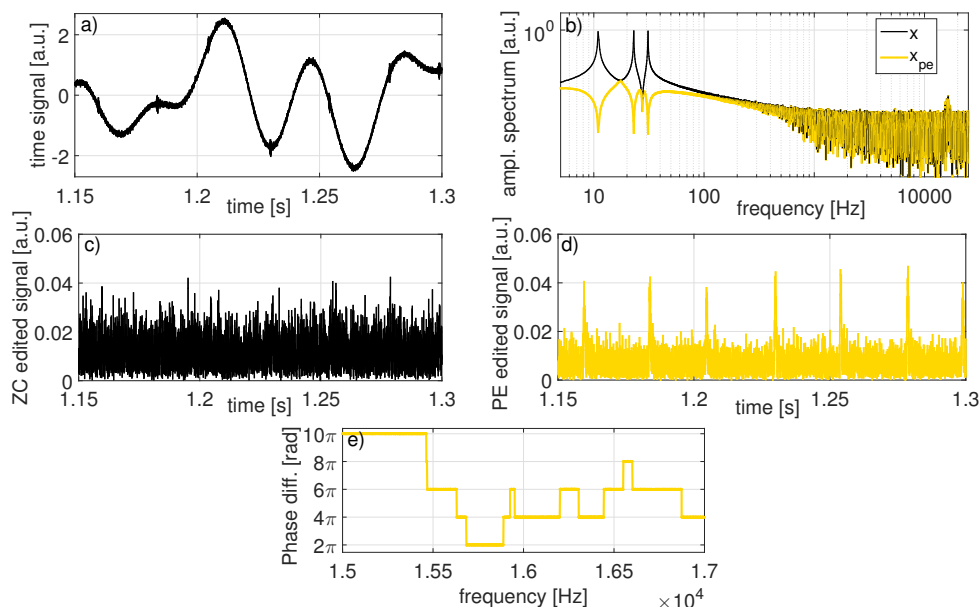 a)
time signal [a.u.]
2
0
-2
1.15
1.2
1.25
1.3
time [s]
b)
ampl. spectrum [a.u.]
10⁰
x
x_pe
10
100
1000
10000
frequency [Hz]
c)
ZC edited signal [a.u.]
0.06
0.04
0.02
0
1.15
1.2
1.25
1.3
time [s]
d)
PE edited signal [a.u.]
0.06
0.04
0.02
0
1.15
1.2
1.25
1.3
time [s]
e)
Phase diff. [rad]
10π
8π
6π
4π
2π
1.5
1.55
1.6
1.65
1.7
frequency [Hz]
×10⁴